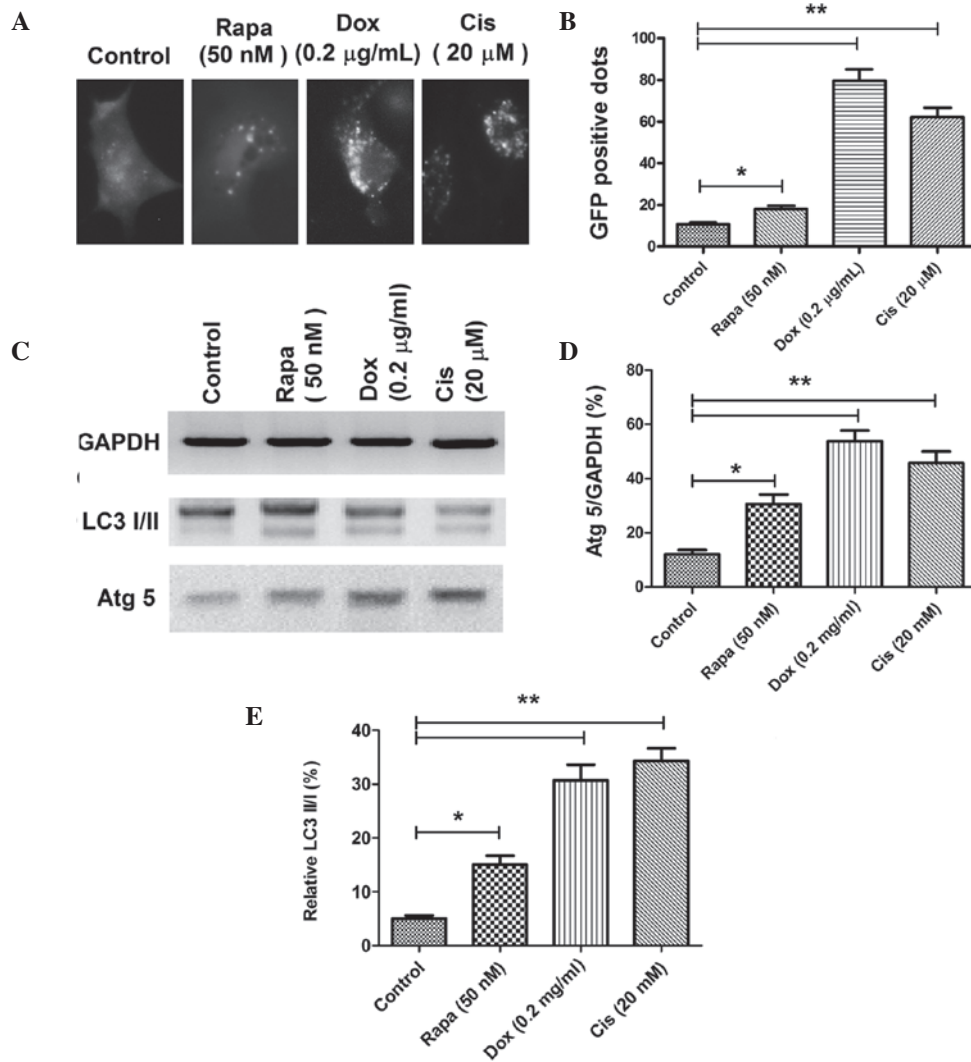 A
Control
Rapa
(50 nM )
Dox
(0.2 µg/mL)
Cis
( 20 µM )
B
**
*
GFP positive dots
100
80
60
40
20
0
Control
Rapa (50 nM)
Dox (0.2 µg/mL)
Cis (20 µM)
C
Control
Rapa
( 50 nM )
Dox
(0.2 µg/ml)
Cis
(20 µM)
GAPDH
LC3 I/II
Atg 5
D
**
*
Atg 5/GAPDH (%)
80
60
40
20
0
Control
Rapa (50 nM)
Dox (0.2 mg/ml)
Cis (20 mM)
E
**
*
Relative LC3 II/I (%)
40
30
20
10
0
Control
Rapa (50 nM)
Dox (0.2 mg/ml)
Cis (20 mM)